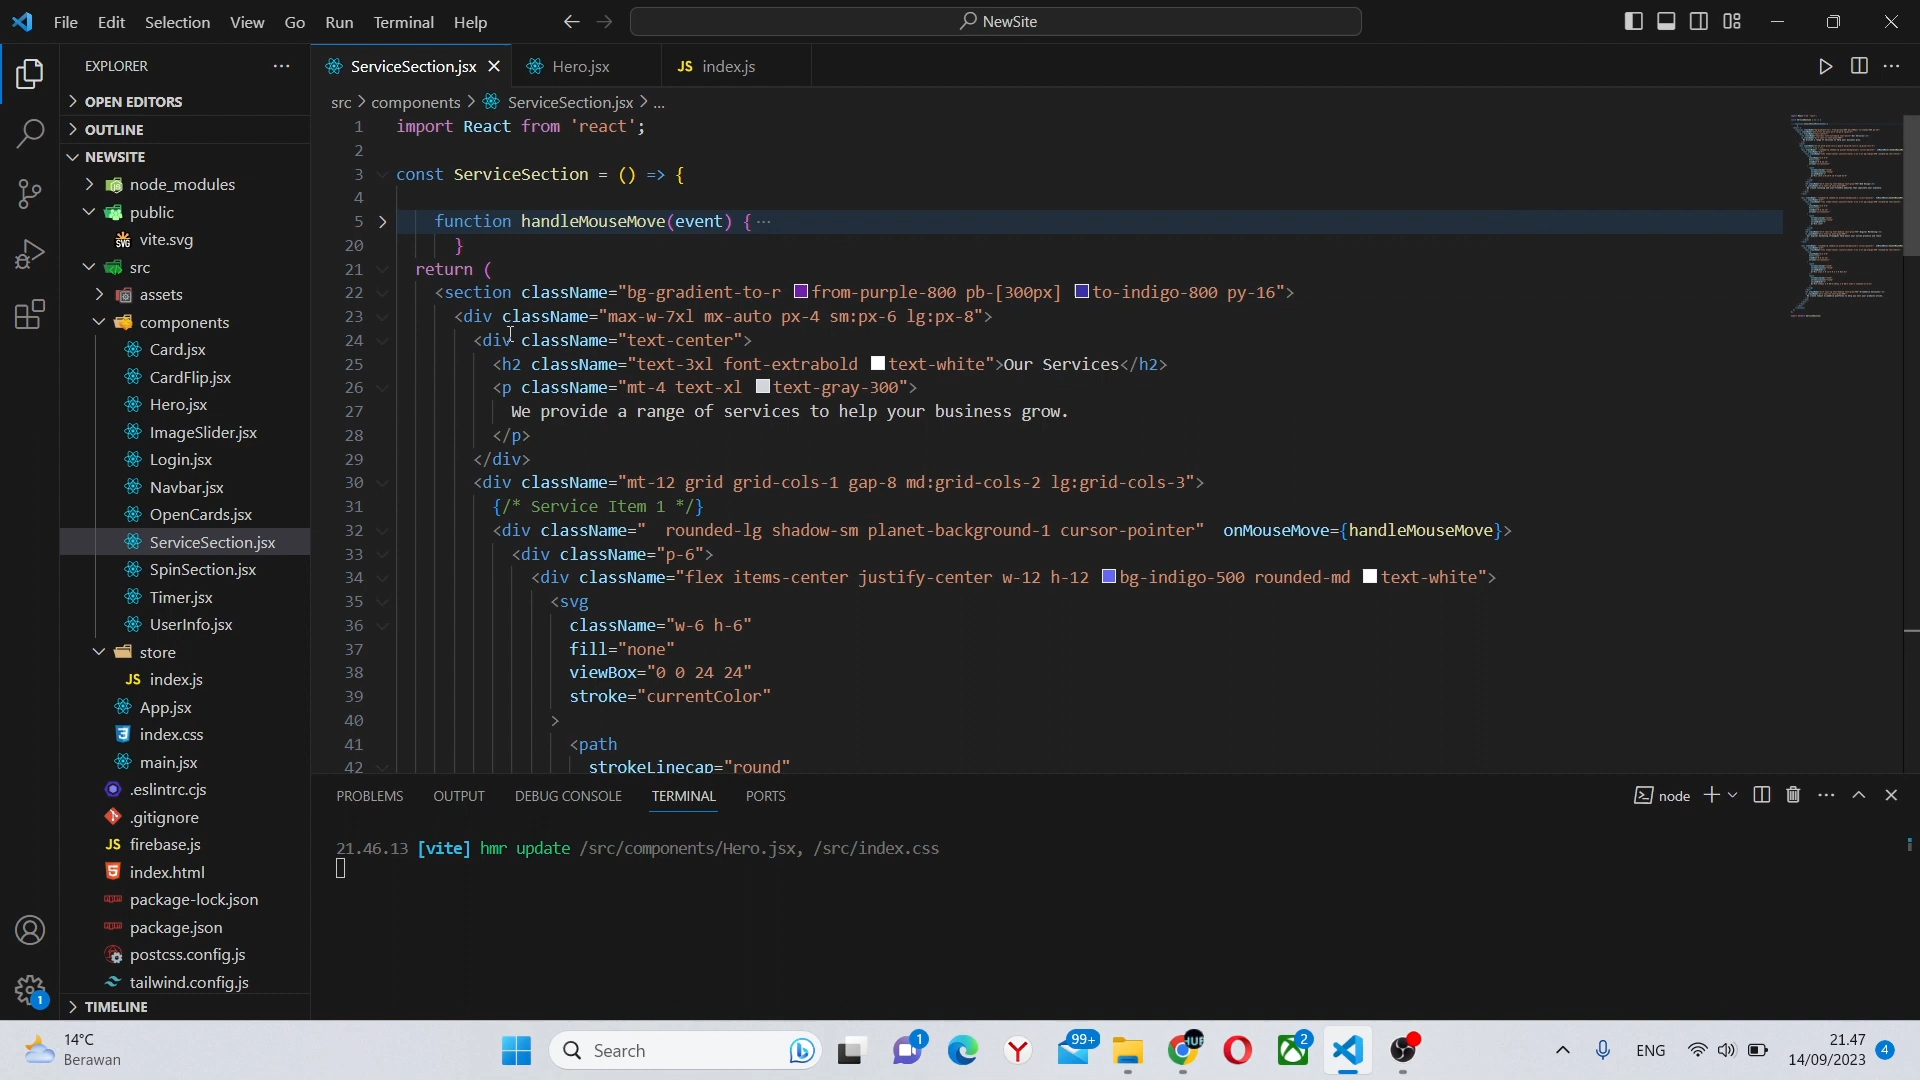 File Edit Selection View Go Run Terminal Help
NewSite
EXPLORER
OPEN EDITORS
OUTLINE
NEWSITE
node_modules
public
vite.svg
src
assets
components
Card.jsx
CardFlip.jsx
Hero.jsx
ImageSlider.jsx
Login.jsx
Navbar.jsx
OpenCards.jsx
ServiceSection.jsx
SpinSection.jsx
Timer.jsx
UserInfo.jsx
store
JS index.js
App.jsx
index.css
main.jsx
.eslintrc.cjs
.gitignore
JS firebase.js
index.html
package-lock.json
package.json
postcss.config.js
tailwind.config.js
TIMELINE
1
ServiceSection.jsx Hero.jsx JS index.js
src > components > ServiceSection.jsx > ...
1 import React from 'react';
2
3 const ServiceSection = () => {
4
5 function handleMouseMove(event) { ...
20 }
21 return (
22 <section className="bg-gradient-to-r from-purple-800 pb-[300px] to-indigo-800 py-16">
23 <div className="max-w-7xl mx-auto px-4 sm:px-6 lg:px-8">
24 <div className="text-center">
25 <h2 className="text-3xl font-extrabold text-white">Our Services</h2>
26 <p className="mt-4 text-xl text-gray-300">
27 We provide a range of services to help your business grow.
28 </p>
29 </div>
30 <div className="mt-12 grid grid-cols-1 gap-8 md:grid-cols-2 lg:grid-cols-3">
31 {/* Service Item 1 */}
32 <div className="  rounded-lg shadow-sm planet-background-1 cursor-pointer"  onMouseMove={handleMouseMove}>
33 <div className="p-6">
34 <div className="flex items-center justify-center w-12 h-12 bg-indigo-500 rounded-md text-white">
35 <svg
36 className="w-6 h-6"
37 fill="none"
38 viewBox="0 0 24 24"
39 stroke="currentColor"
40 >
41 <path
42 strokeLinecap="round"
PROBLEMS OUTPUT DEBUG CONSOLE TERMINAL PORTS
node
21.46.13 [vite] hmr update /src/components/Hero.jsx, /src/index.css
14°C
Berawan
Search
1
99+
HUB
2
ENG
21.47
14/09/2023
4